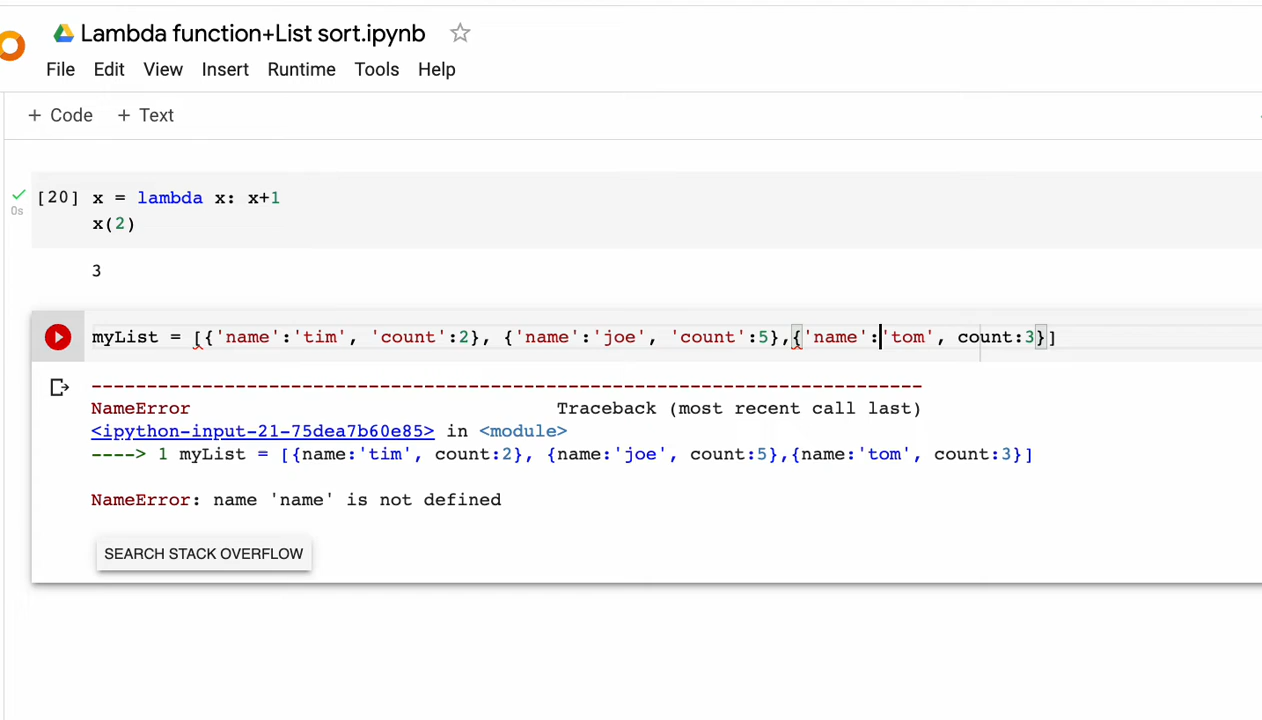 Lambda function+List sort.ipynb
File Edit View Insert Runtime Tools Help
+ Code + Text
[20] x = lambda x: x+1
x(2)
0s
3
myList = [{'name':'tim', 'count':2}, {'name':'joe', 'count':5},{'name':'tom', count:3}]
---------------------------------------------------------------------------
NameError Traceback (most recent call last)
<ipython-input-21-75dea7b60e85> in <module>
----> 1 myList = [{name:'tim', count:2}, {name:'joe', count:5},{name:'tom', count:3}]
NameError: name 'name' is not defined
SEARCH STACK OVERFLOW